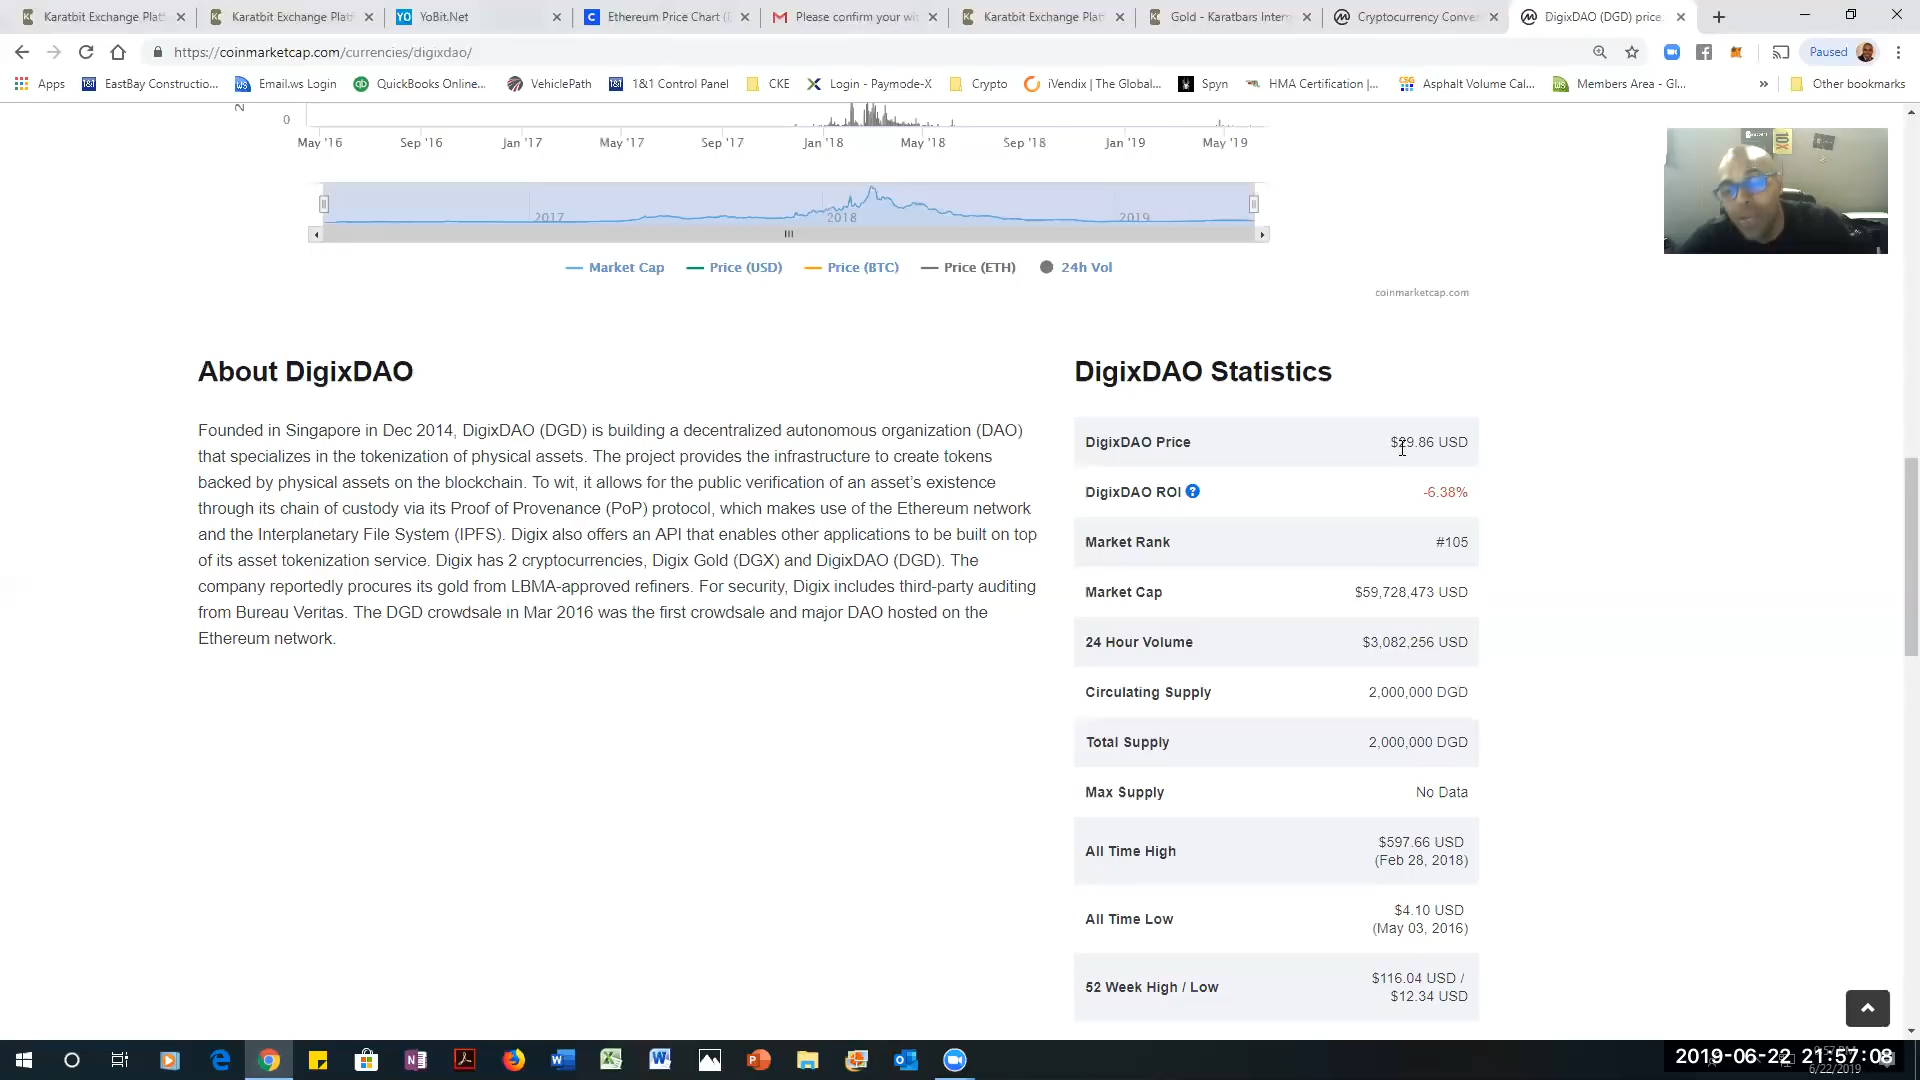 Karatbit Exchange Plat
Karatbit Exchange Plat
YO YoBit.Net
Ethereum Price Chart (
Please confirm your wi
Karatbit Exchange Plat
Gold - Karatbars Intern
Cryptocurrency Conve
DigixDAO (DGD) price
https://coinmarketcap.com/currencies/digixdao/
Paused
Apps
EastBay Constructio...
Email.ws Login
QuickBooks Online...
VehiclePath
1&1 Control Panel
CKE
Login - Paymode-X
Crypto
iVendix | The Global...
Spyn
HMA Certification |...
Asphalt Volume Cal...
Members Area - Gl...
»
Other bookmarks
2
0
May '16
Sep '16
Jan '17
May '17
Sep '17
Jan '18
May '18
Sep '18
Jan '19
May '19
2017
2018
2019
Market Cap
Price (USD)
Price (BTC)
Price (ETH)
24h Vol
coinmarketcap.com
About DigixDAO
Founded in Singapore in Dec 2014, DigixDAO (DGD) is building a decentralized autonomous organization (DAO)
that specializes in the tokenization of physical assets. The project provides the infrastructure to create tokens
backed by physical assets on the blockchain. To wit, it allows for the public verification of an asset's existence
through its chain of custody via its Proof of Provenance (PoP) protocol, which makes use of the Ethereum network
and the Interplanetary File System (IPFS). Digix also offers an API that enables other applications to be built on top
of its asset tokenization service. Digix has 2 cryptocurrencies, Digix Gold (DGX) and DigixDAO (DGD). The
company reportedly procures its gold from LBMA-approved refiners. For security, Digix includes third-party auditing
from Bureau Veritas. The DGD crowdsale in Mar 2016 was the first crowdsale and major DAO hosted on the
Ethereum network.
DigixDAO Statistics
DigixDAO Price $29.86 USD
DigixDAO ROI -6.38%
Market Rank #105
Market Cap $59,728,473 USD
24 Hour Volume $3,082,256 USD
Circulating Supply 2,000,000 DGD
Total Supply 2,000,000 DGD
Max Supply No Data
All Time High $597.66 USD
(Feb 28, 2018)
All Time Low $4.10 USD
(May 03, 2016)
52 Week High / Low $116.04 USD /
$12.34 USD
2019-06-22 21:57:08
6/22/2019